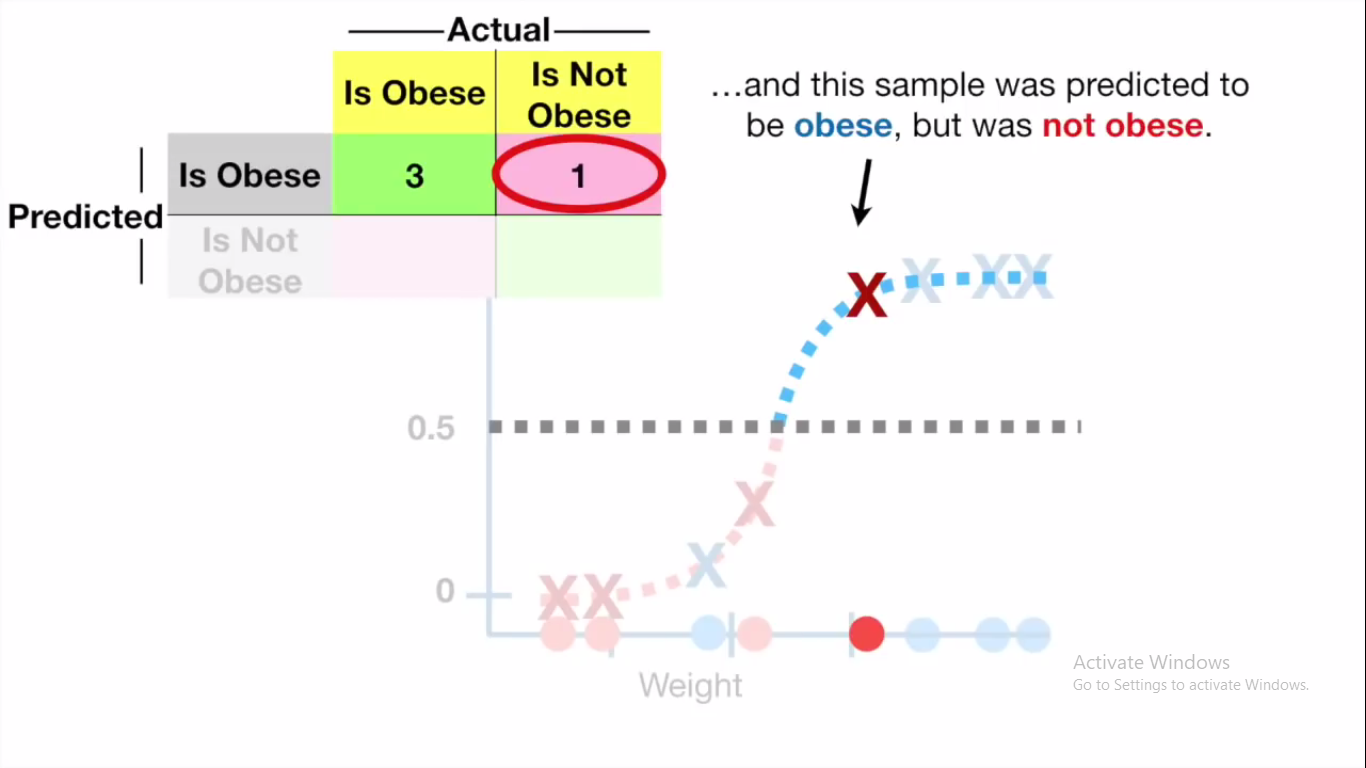 Actual
Is Obese
Is Not
Obese
…and this sample was predicted to
be obese, but was not obese.
Predicted
Is Obese
3
1
Is Not
Obese
X
X
X
X
0.5
X
X
0
X
X
Weight
Activate Windows
Go to Settings to activate Windows.